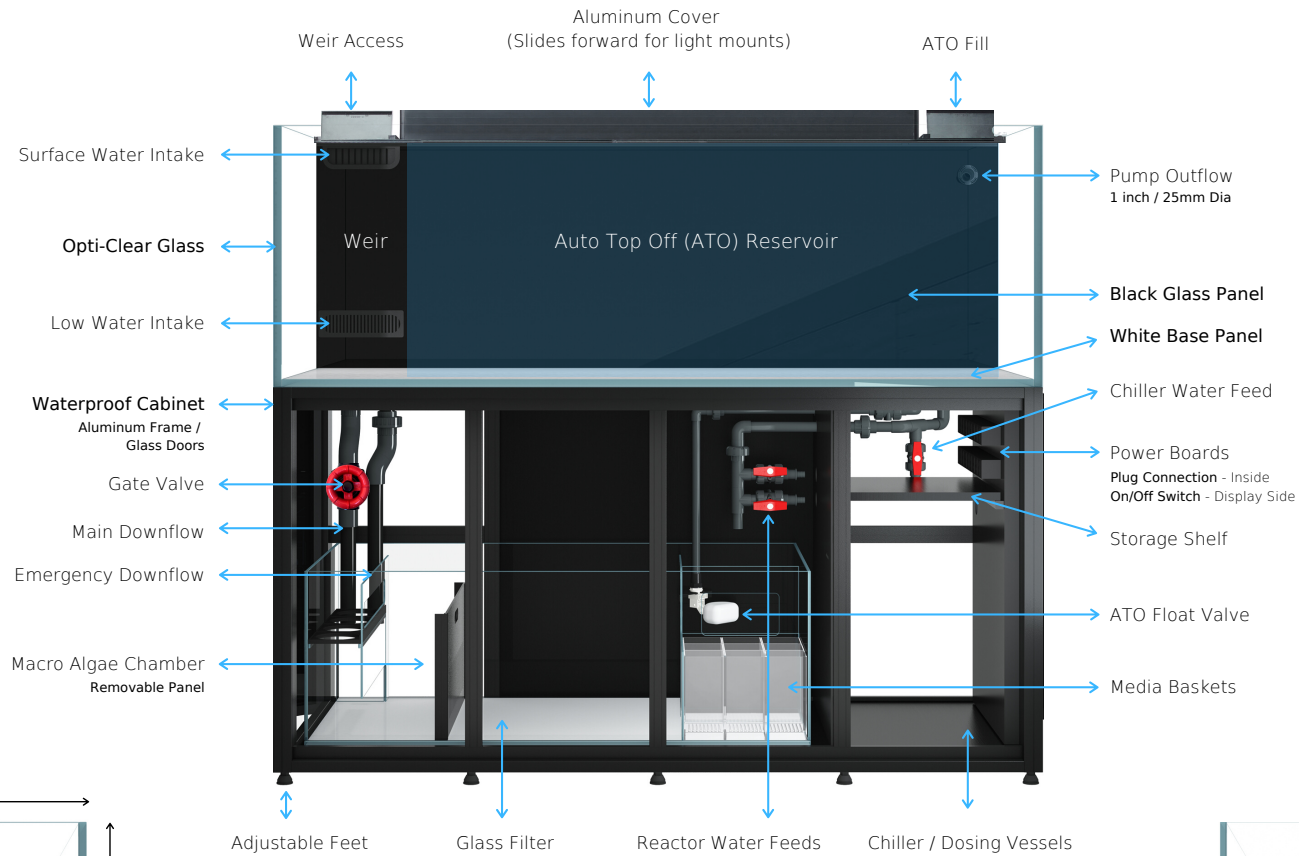 Aluminum Cover
(Slides forward for light mounts)
Weir Access
ATO Fill
Surface Water Intake
Pump Outflow
1 inch / 25mm Dia
Opti-Clear Glass
Weir
Auto Top Off (ATO) Reservoir
Black Glass Panel
Low Water Intake
White Base Panel
Chiller Water Feed
Waterproof Cabinet
Aluminum Frame /
Glass Doors
Power Boards
Plug Connection - Inside
On/Off Switch - Display Side
Gate Valve
Main Downflow
Storage Shelf
Emergency Downflow
ATO Float Valve
Macro Algae Chamber
Removable Panel
Media Baskets
Adjustable Feet
Glass Filter
Reactor Water Feeds
Chiller / Dosing Vessels